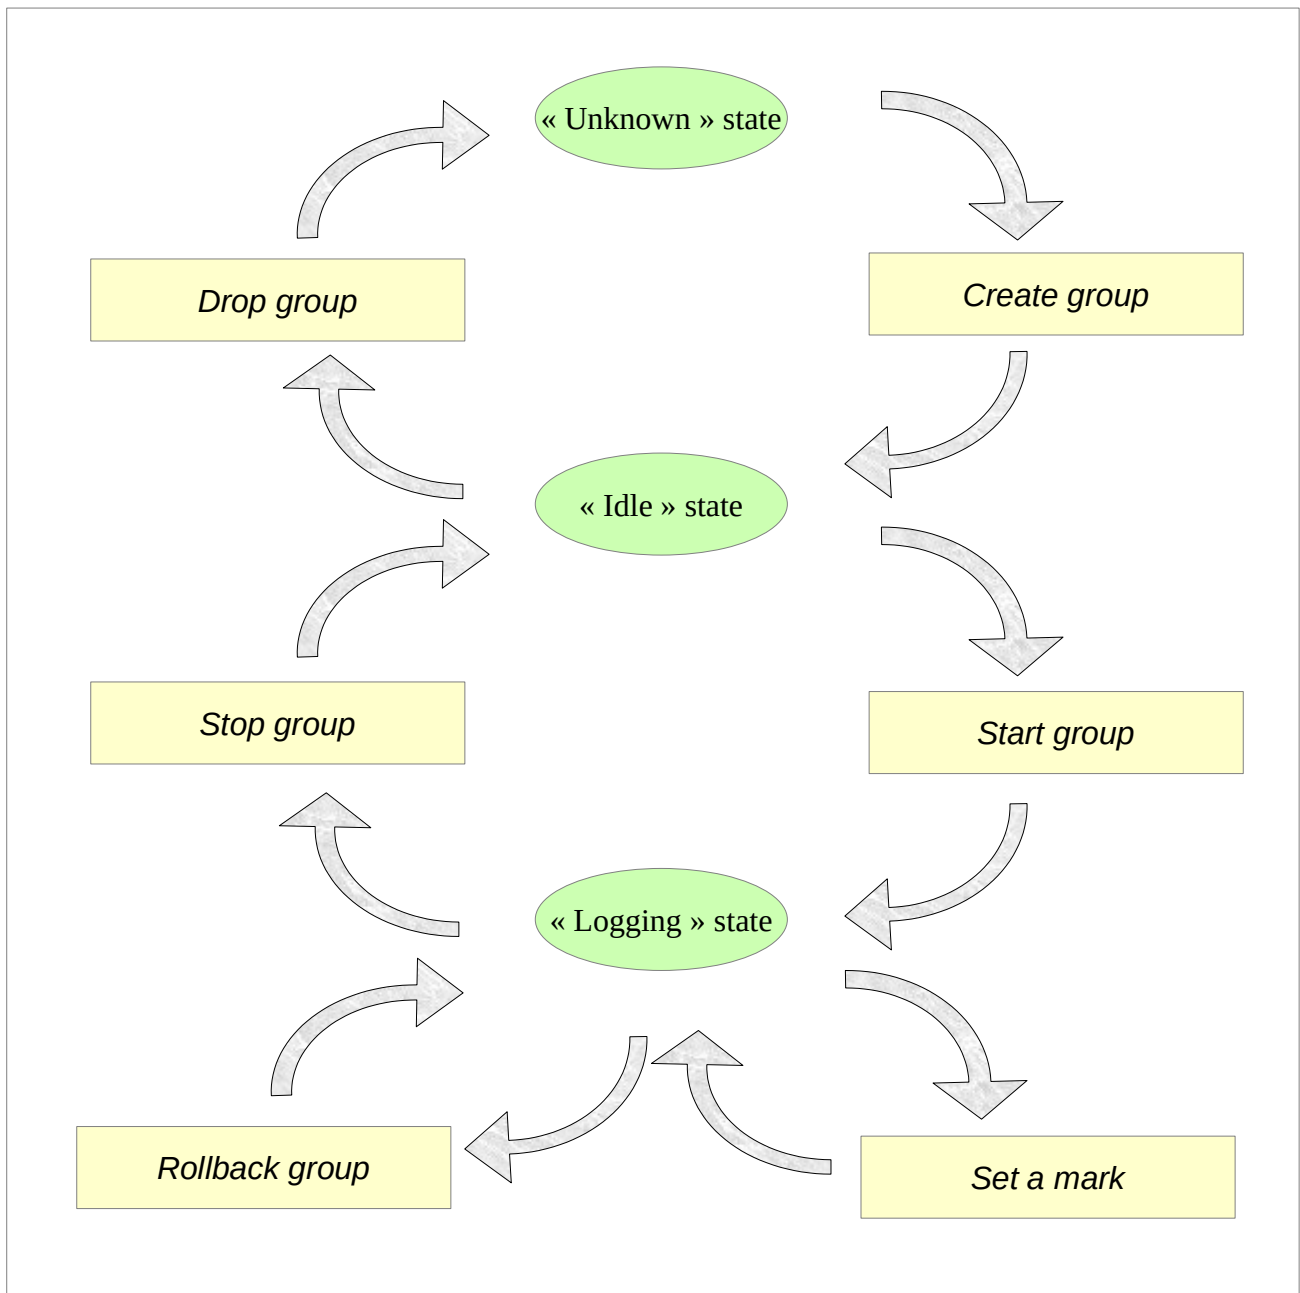 « Unknown » state
Drop group
Create group
« Idle » state
Stop group
Start group
« Logging » state
Rollback group
Set a mark